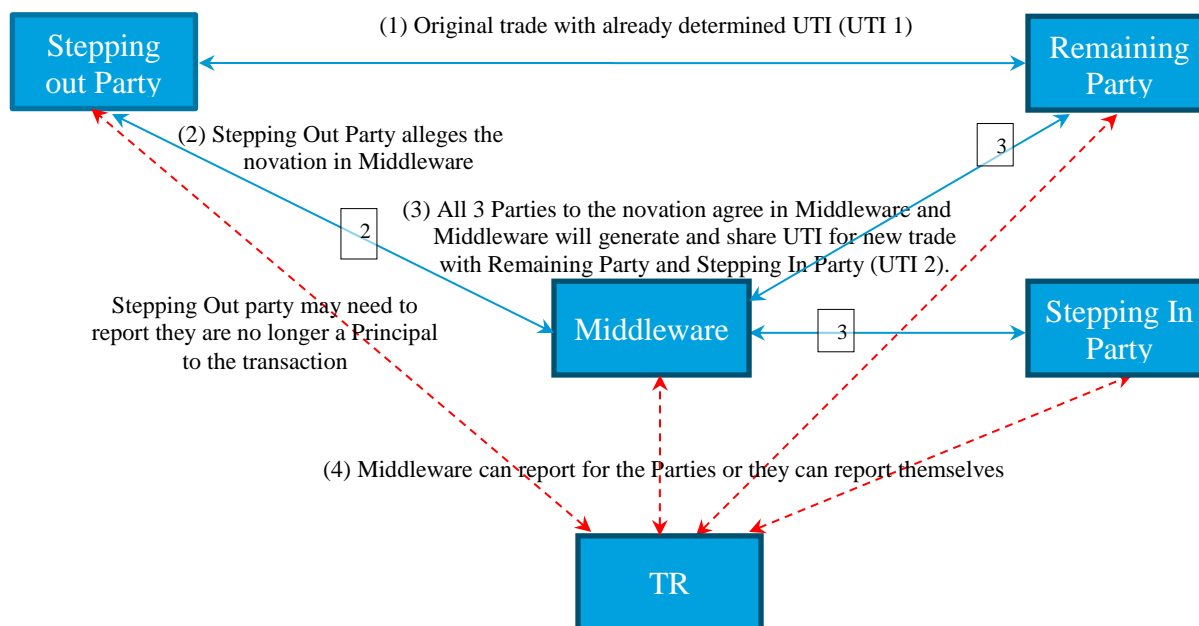 (1) Original trade with already determined UTI (UTI 1)
Stepping
out Party
Remaining
Party
(2) Stepping Out Party alleges the
novation in Middleware
3
(3) All 3 Parties to the novation agree in Middleware and
Middleware will generate and share UTI for new trade
with Remaining Party and Stepping In Party (UTI 2).
2
Stepping Out party may need to
report they are no longer a Principal
to the transaction
Middleware
3
Stepping In
Party
(4) Middleware can report for the Parties or they can report themselves
TR